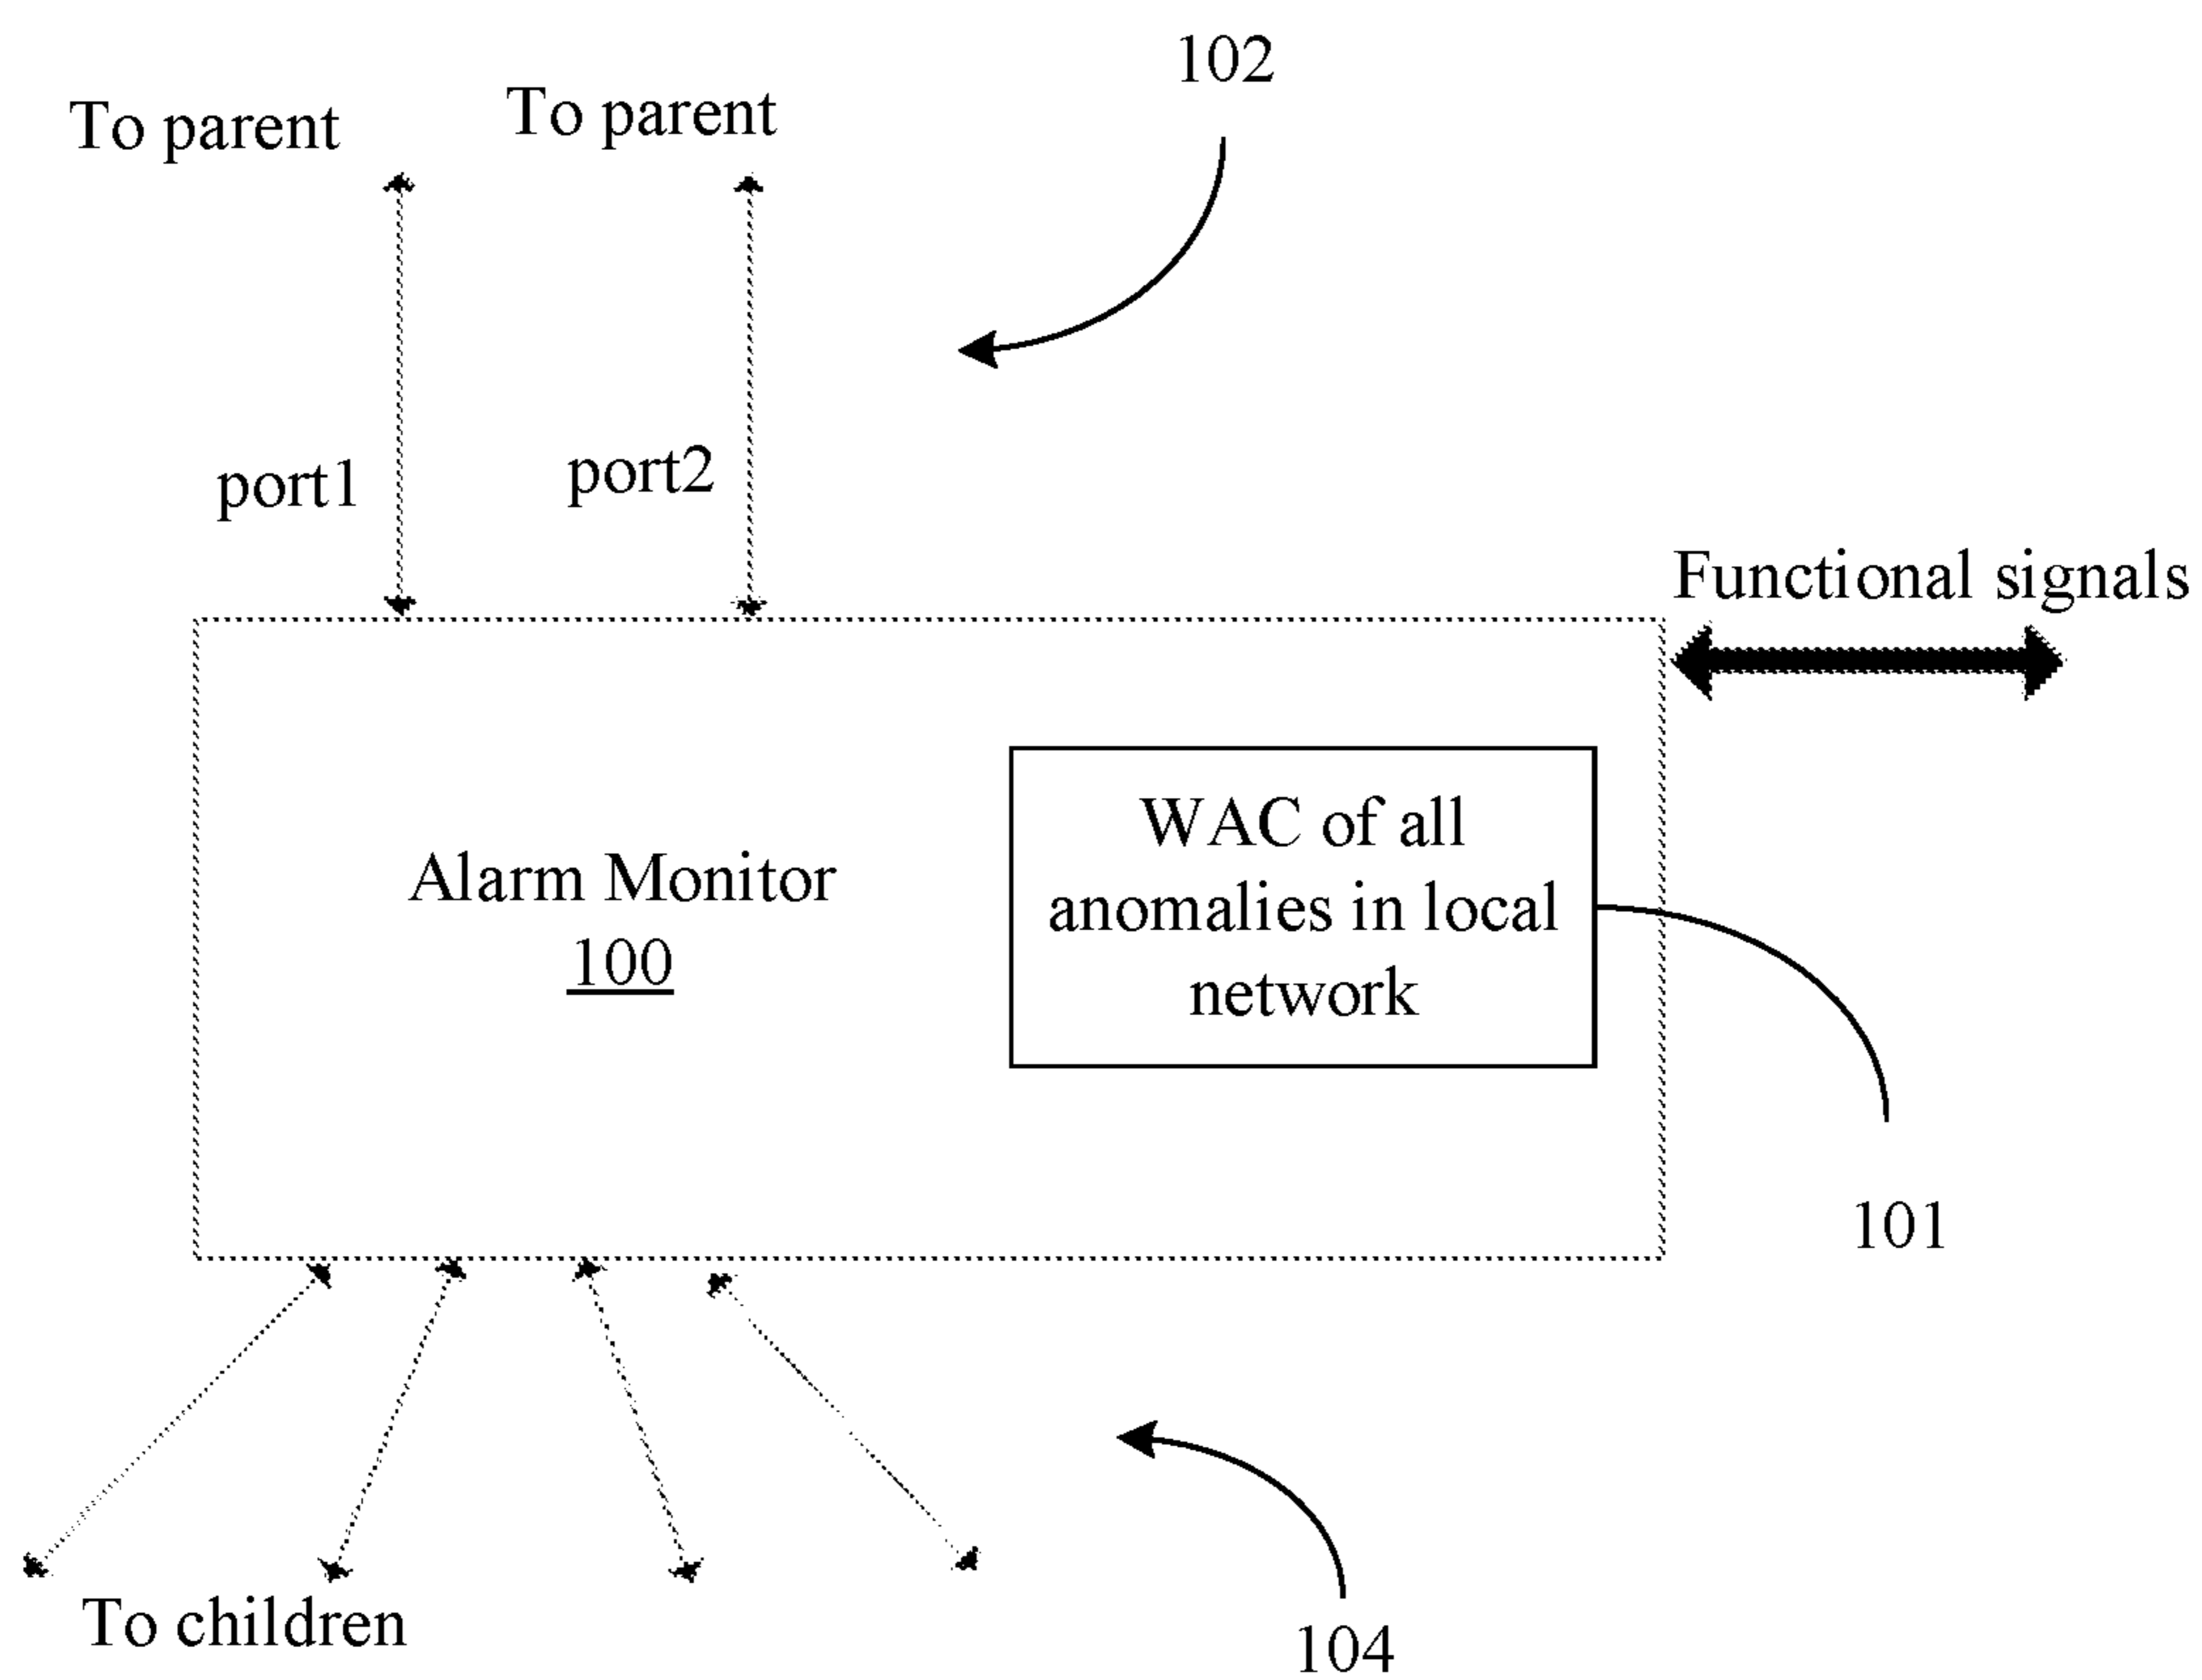 102
To parent
To parent
port1
port2
Functional signals
Alarm Monitor
100
WAC of all
anomalies in local
network
101
To children
104